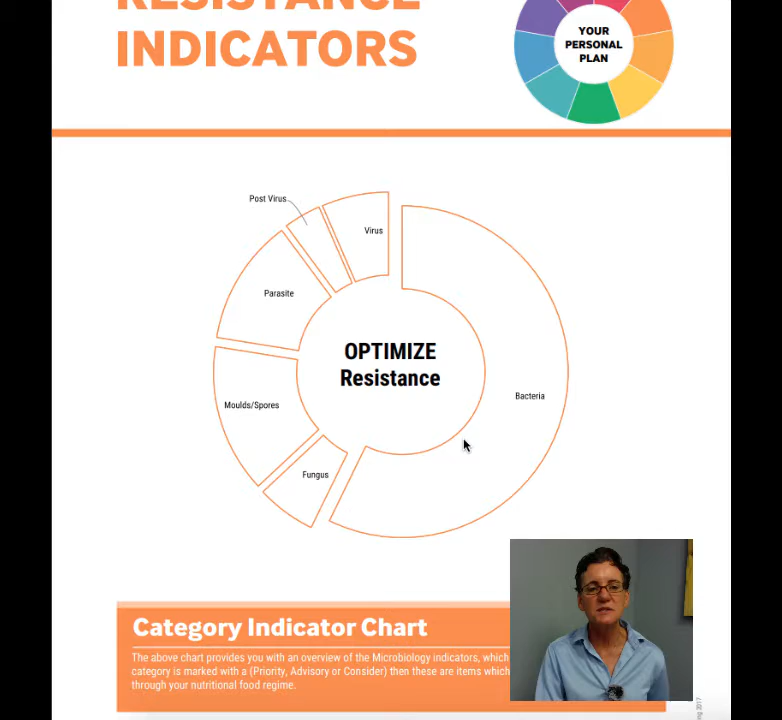 RESISTANCE
INDICATORS
YOUR
PERSONAL
PLAN
Post Virus
Virus
Parasite
OPTIMIZE
Resistance
Bacteria
Moulds/Spores
Fungus
Category Indicator Chart
The above chart provides you with an overview of the Microbiology indicators, which
category is marked with a (Priority, Advisory or Consider) then these are items which
through your nutritional food regime.
2017